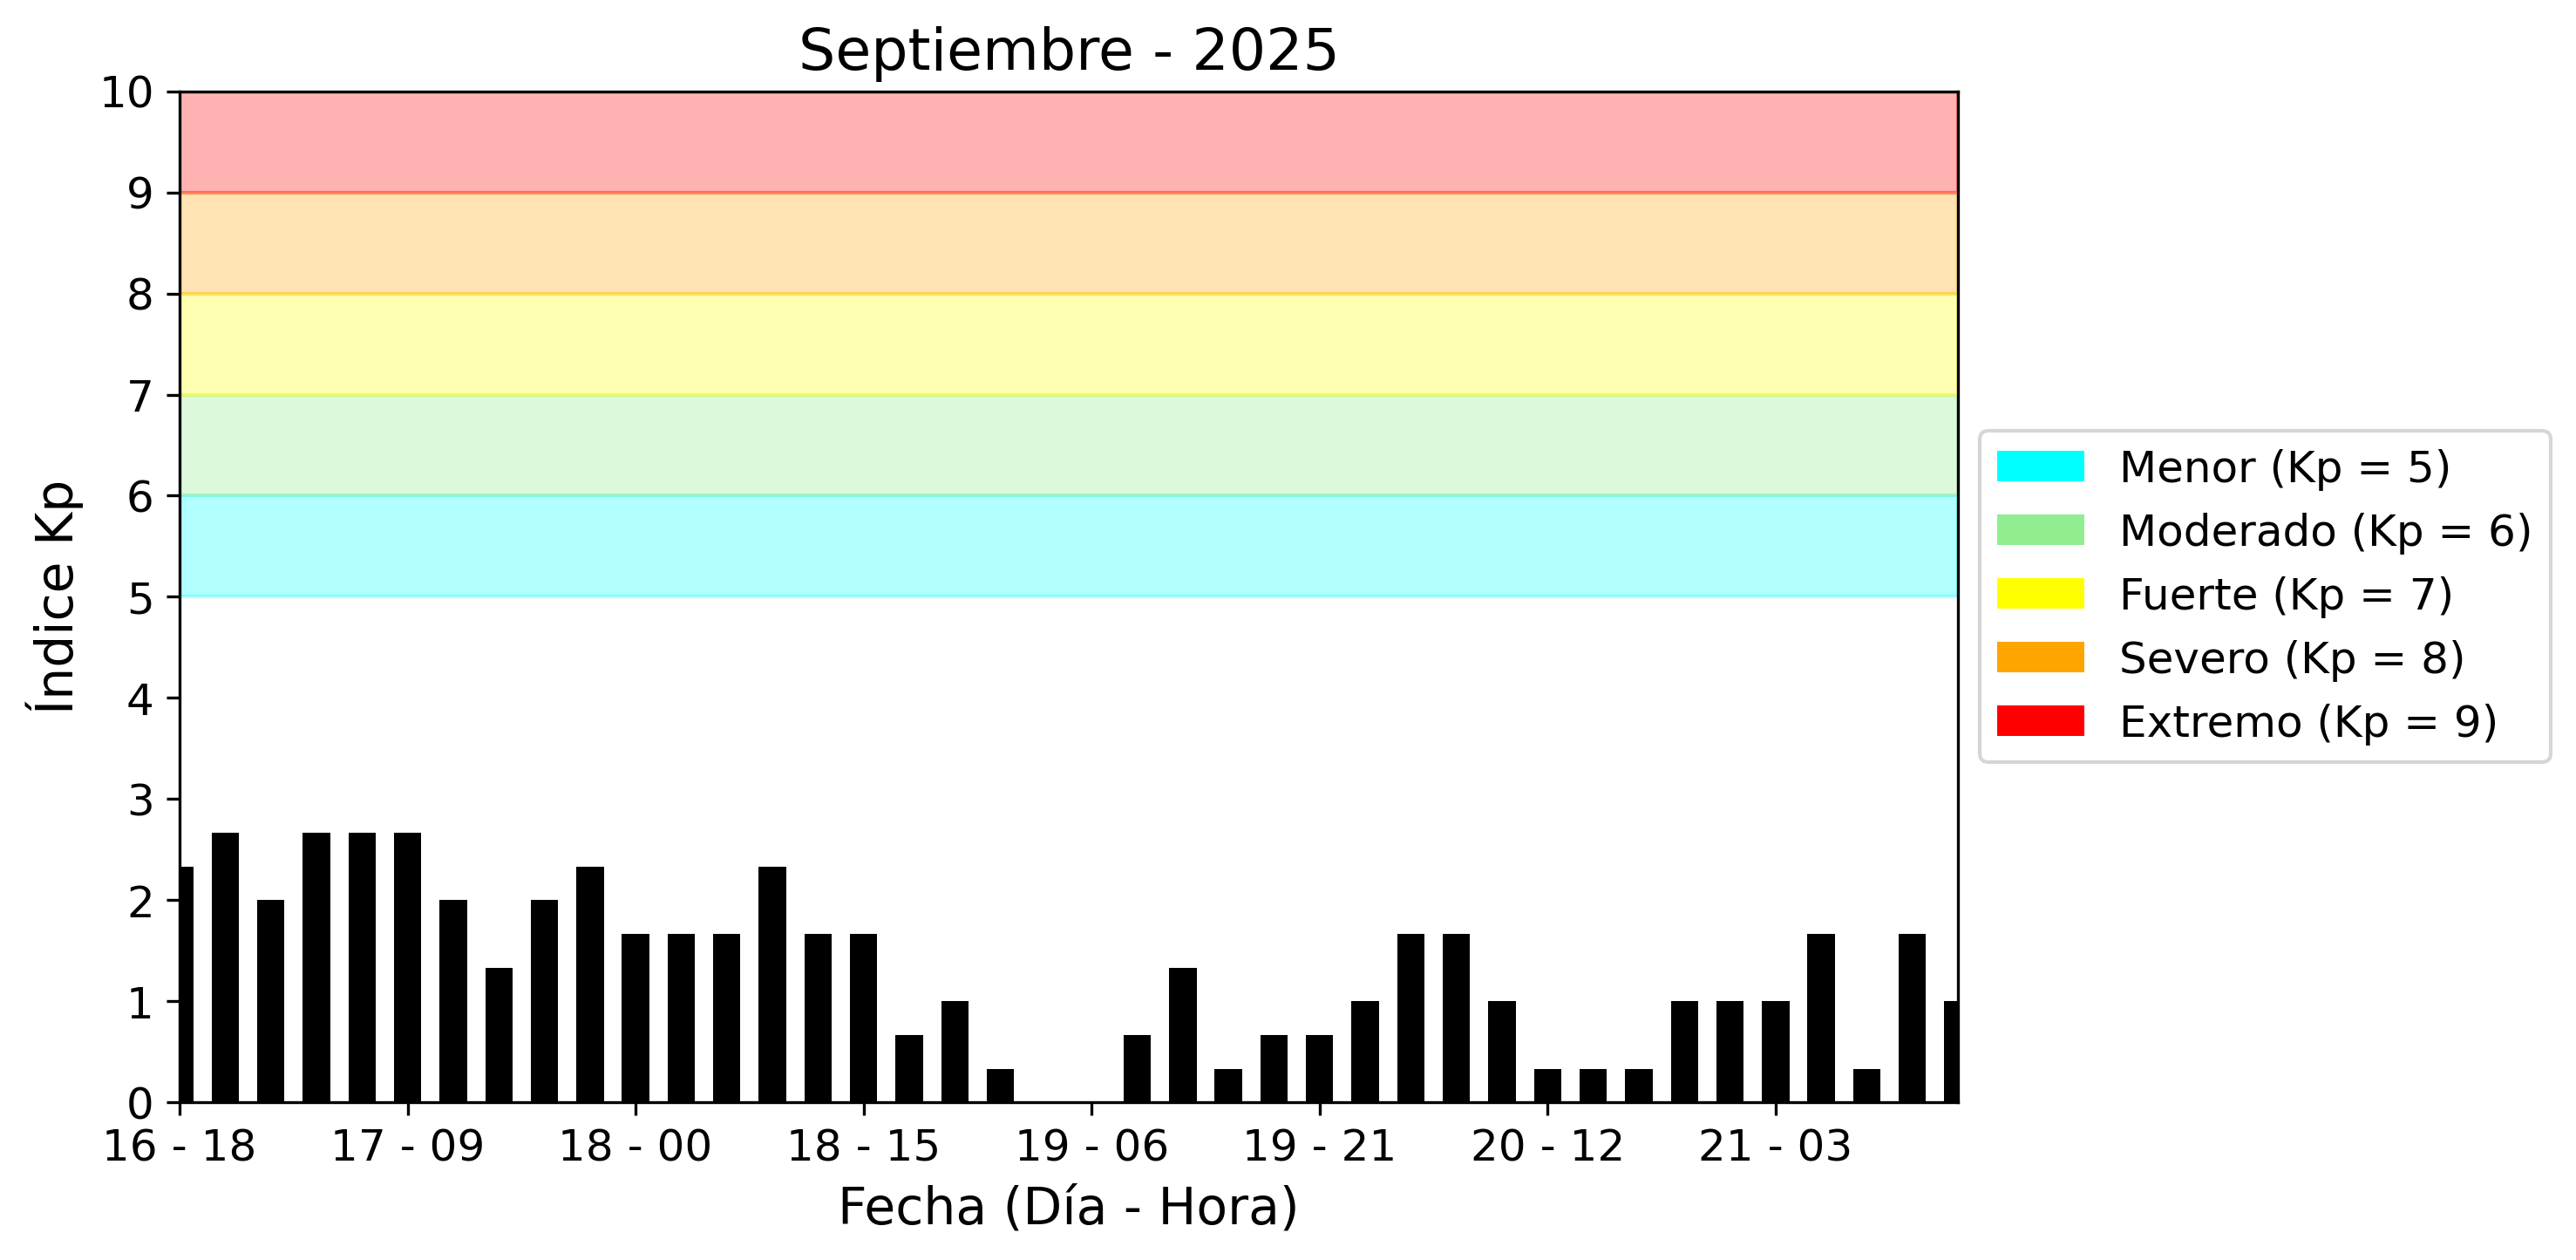 Septiembre - 2025
Índice Kp
10
9
8
7
6
5
4
3
2
1
0
16 - 18
17 - 09
18 - 00
18 - 15
19 - 06
19 - 21
20 - 12
21 - 03
Fecha (Día - Hora)
Menor (Kp = 5)
Moderado (Kp = 6)
Fuerte (Kp = 7)
Severo (Kp = 8)
Extremo (Kp = 9)